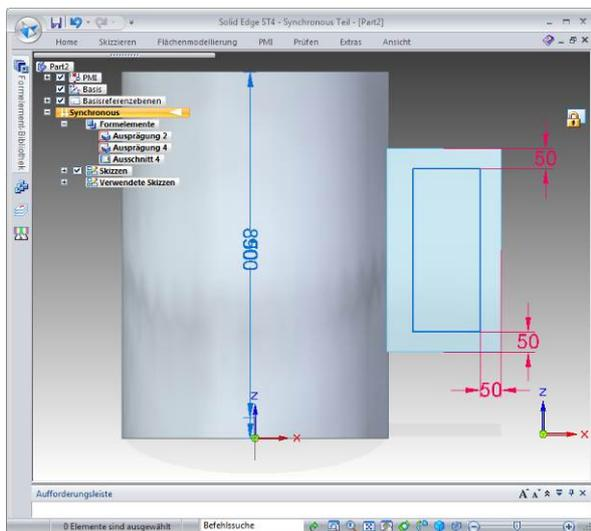 Solid Edge ST4 - Synchronous Teil - [Part2]
Home Skizzieren Flächenmodellierung PMI Prüfen Extras Ansicht
Formelement-Bibliothek
Part2
PMI
Basis
Basisreferenzebenen
Synchronous
Formelemente
Ausprägung 2
Ausprägung 4
Ausschnitt 4
Skizzen
Verwendete Skizzen
50
50
50
Z
X
Z
X
Aufforderungsleiste
0 Elemente sind ausgewählt Befehlssuche